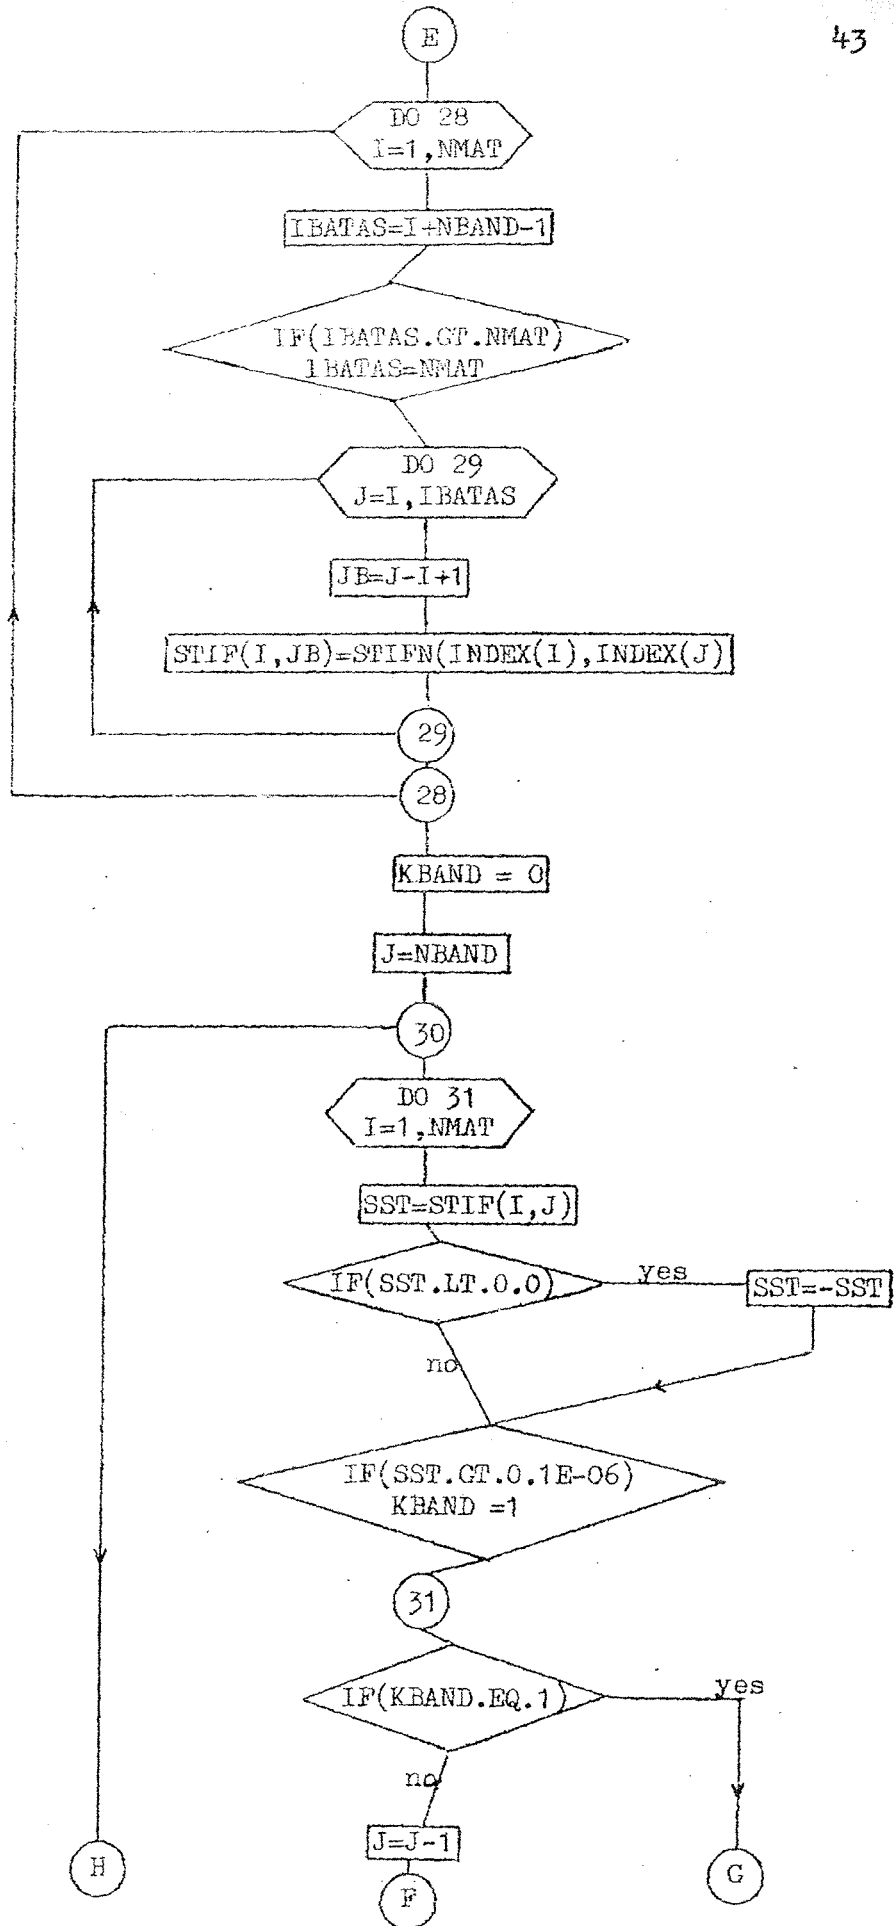 43
E
DO 28
I=1,NMAT
IBATAS=I+NBAND-1
IF(IBATAS.GT.NMAT)
IBATAS=NMAT
DO 29
J=I,IBATAS
JB=J-I+1
STIF(I,JB)=STIFN(INDEX(I),INDEX(J)
29
28
KBAND = 0
J=NBAND
30
DO 31
I=1,NMAT
SST=STIF(I,J)
IF(SST.LT.0.0)
yes
SST=-SST
no
IF(SST.GT.0.1E-06)
KBAND =1
31
IF(KBAND.EQ.1)
yes
no
J=J-1
H
F
G